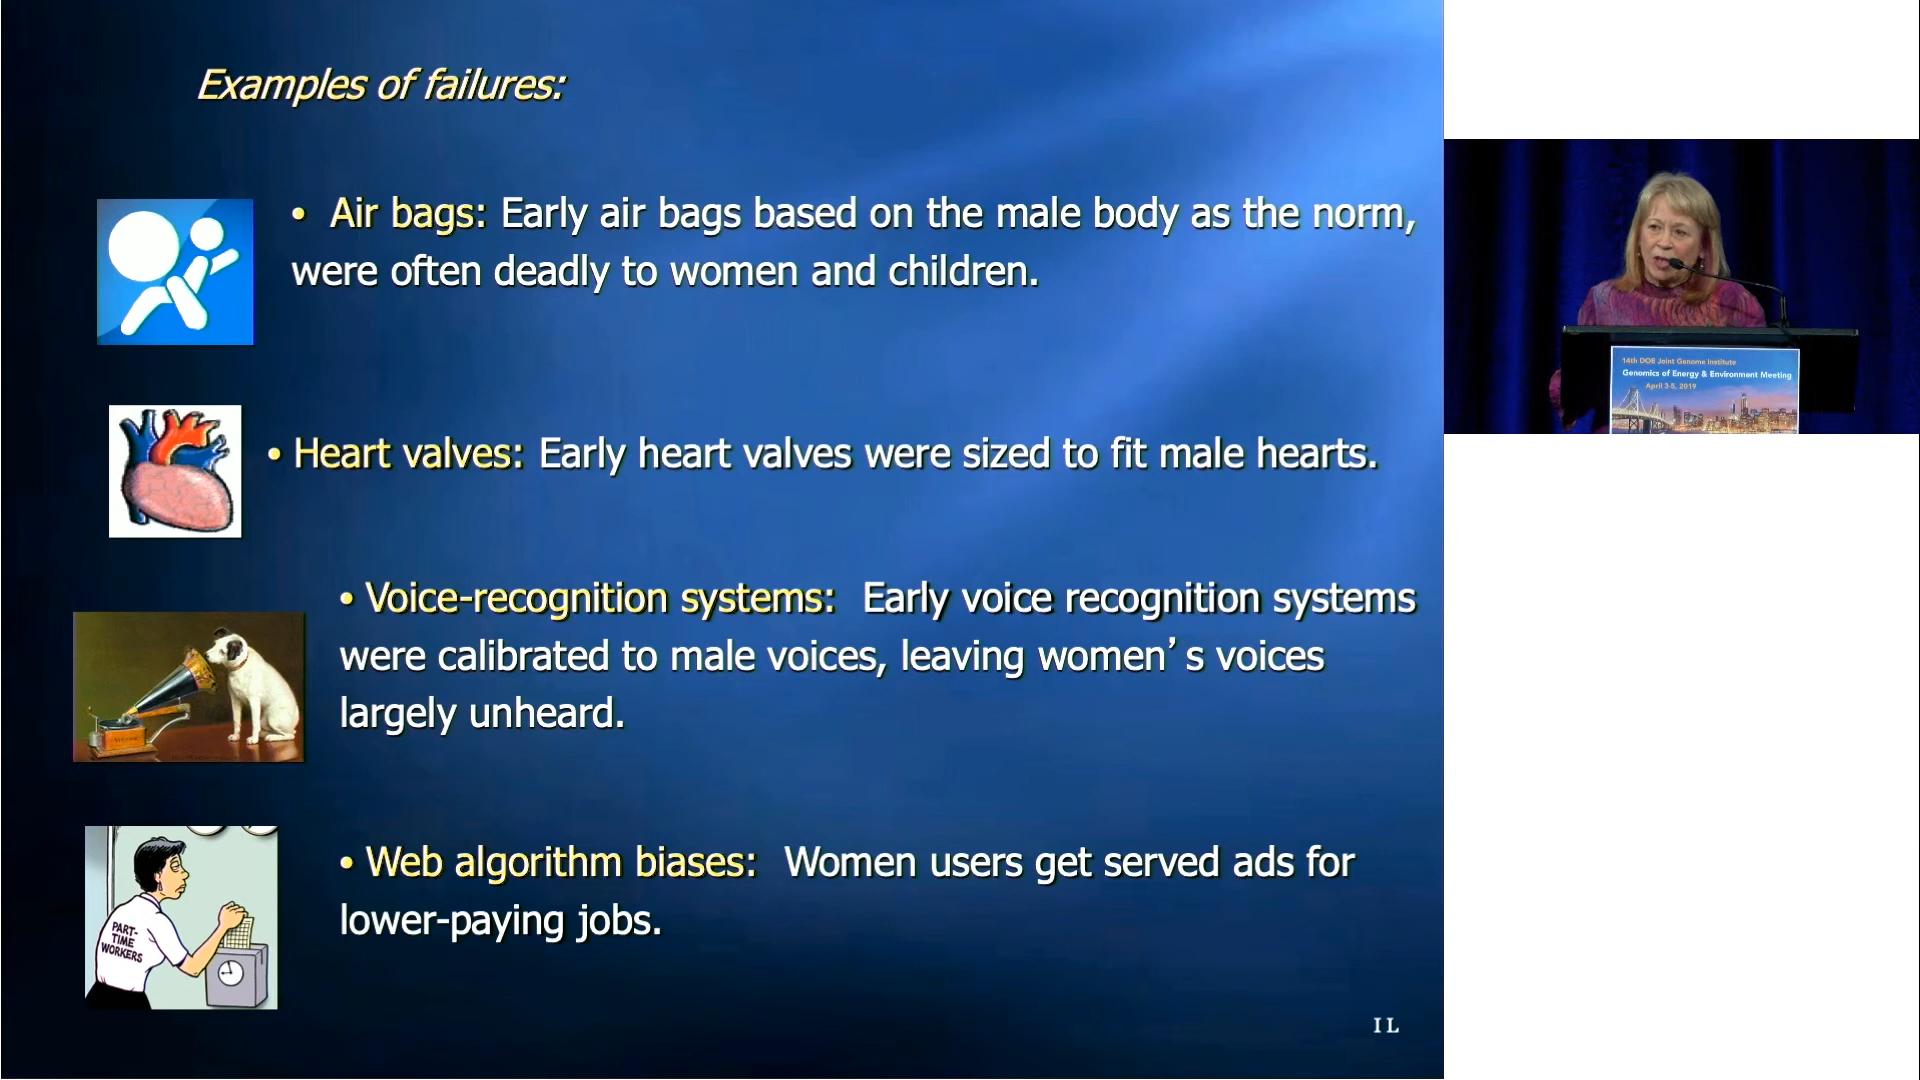 Examples of failures:
• Air bags: Early air bags based on the male body as the norm,
were often deadly to women and children.
• Heart valves: Early heart valves were sized to fit male hearts.
• Voice-recognition systems:  Early voice recognition systems
were calibrated to male voices, leaving women’s voices
largely unheard.
• Web algorithm biases:  Women users get served ads for
lower-paying jobs.
PART-
TIME
WORKERS
IL
14th DOE Joint Genome Institute
Genomics of Energy & Environment Meeting
April 3-5, 2019